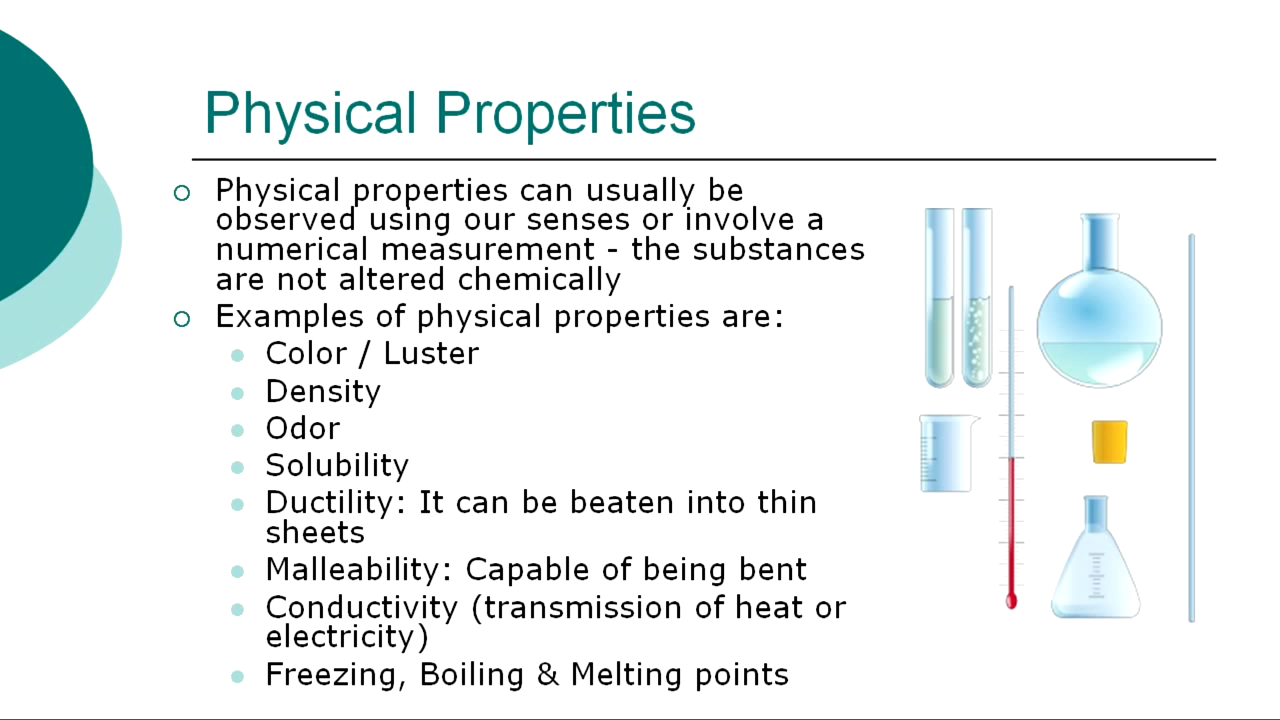 Physical Properties
Physical properties can usually be
observed using our senses or involve a
numerical measurement - the substances
are not altered chemically
Examples of physical properties are:
Color / Luster
Density
Odor
Solubility
Ductility: It can be beaten into thin
sheets
Malleability: Capable of being bent
Conductivity (transmission of heat or
electricity)
Freezing, Boiling & Melting points